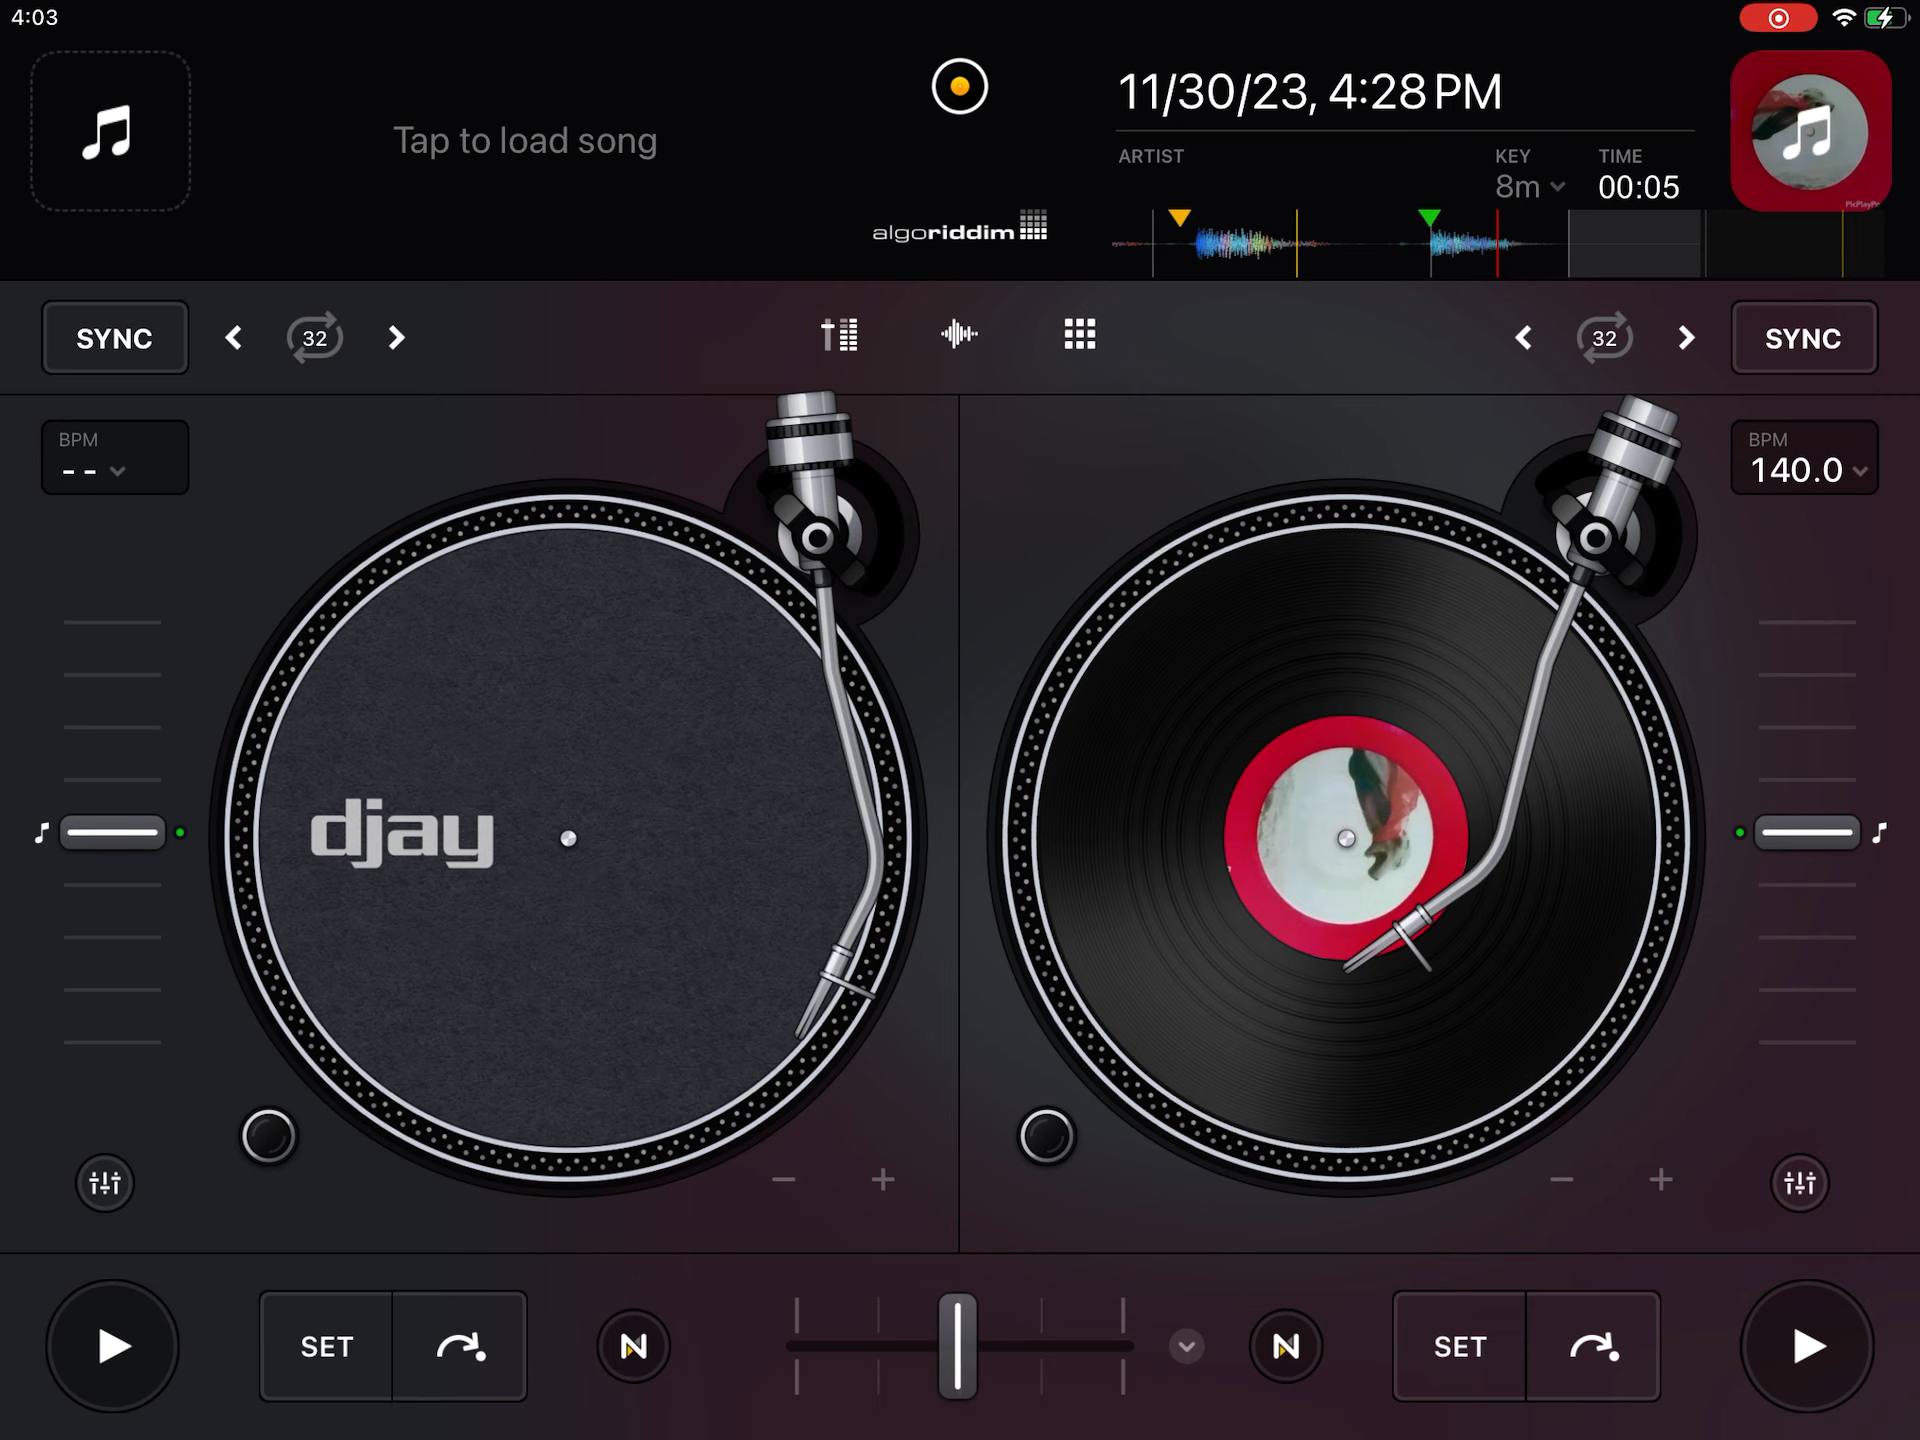 4:03
Tap to load song
11/30/23, 4:28 PM
ARTIST
KEY
TIME
8m
00:05
PicPlayPo
algoriddim
SYNC
32
32
SYNC
BPM
--
BPM
140.0
djay
SET
N
N
SET